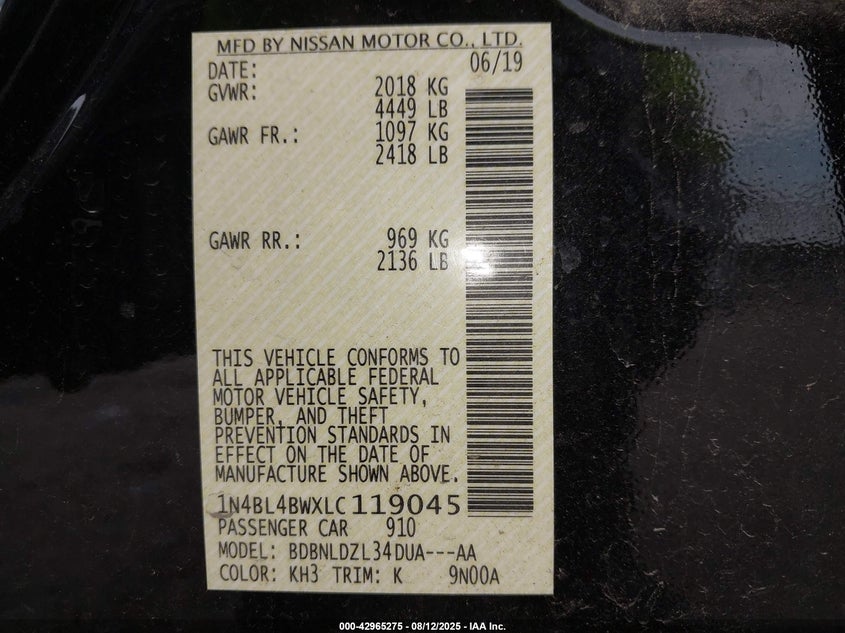 MFD BY NISSAN MOTOR CO., LTD.
DATE: 06/19
GVWR: 2018 KG
4449 LB
GAWR FR.: 1097 KG
2418 LB
GAWR RR.: 969 KG
2136 LB
THIS VEHICLE CONFORMS TO
ALL APPLICABLE FEDERAL
MOTOR VEHICLE SAFETY,
BUMPER, AND THEFT
PREVENTION STANDARDS IN
EFFECT ON THE DATE OF
MANUFACTURE SHOWN ABOVE.
1N4BL4BWXLC119045
PASSENGER CAR 910
MODEL: BDBNLDZL34DUA---AA
COLOR: KH3 TRIM: K 9N00A
000-42965275 - 08/12/2025 - IAA Inc.